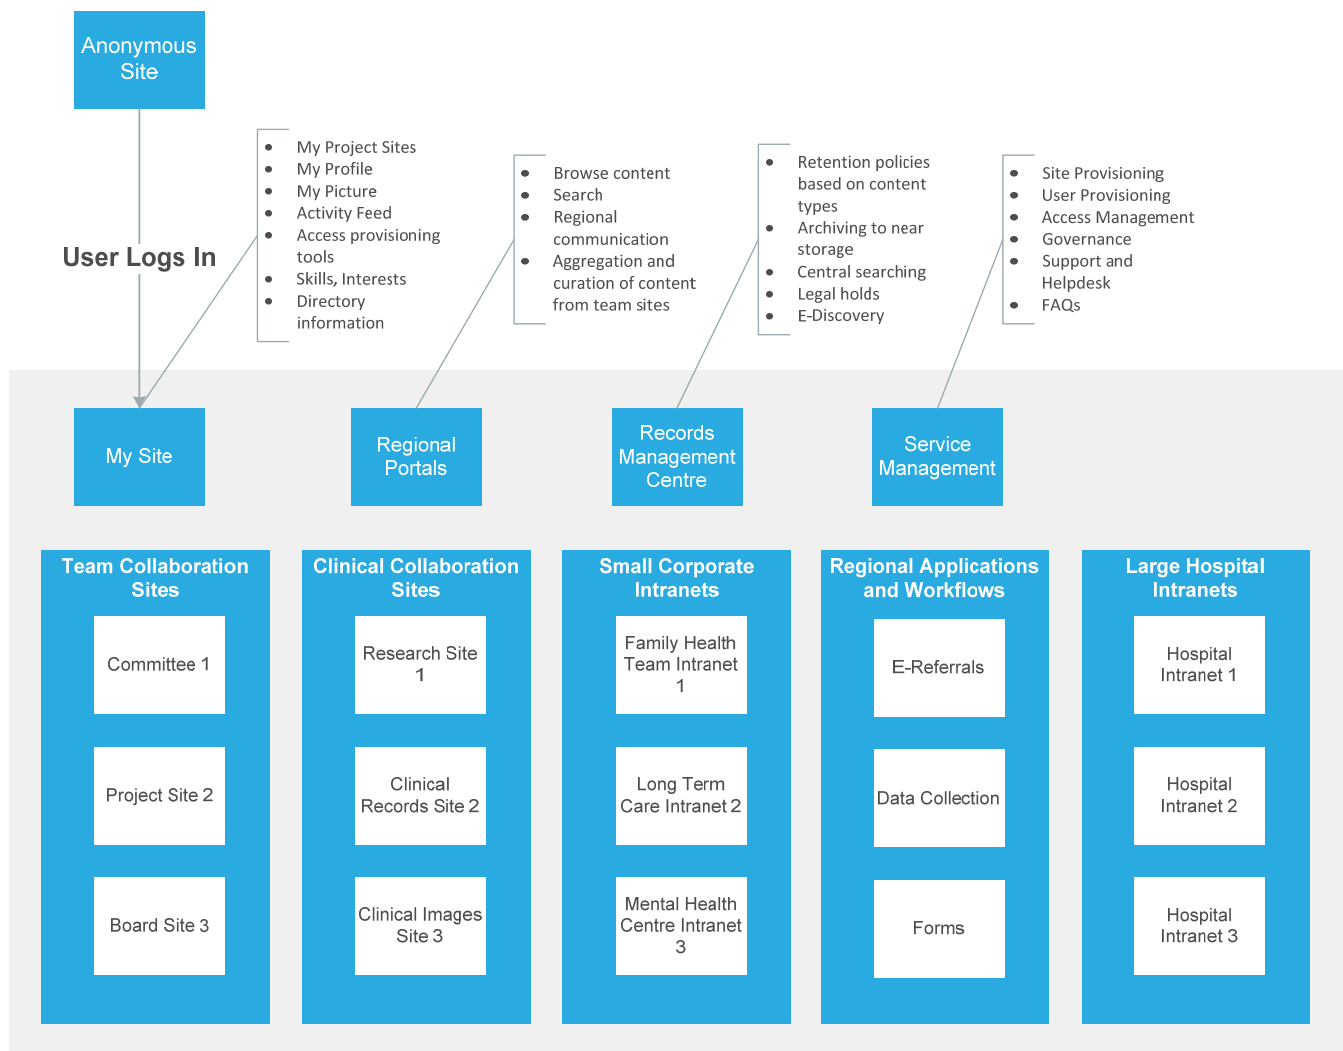 Anonymous
Site
User Logs In
• My Project Sites
• My Profile
• My Picture
• Activity Feed
• Access provisioning
tools
• Skills, Interests
• Directory
information
• Browse content
• Search
• Regional
communication
• Aggregation and
curation of content
from team sites
• Retention policies
based on content
types
• Archiving to near
storage
• Central searching
• Legal holds
• E-Discovery
• Site Provisioning
• User Provisioning
• Access Management
• Governance
• Support and
Helpdesk
• FAQs
My Site
Regional
Portals
Records
Management
Centre
Service
Management
Team Collaboration
Sites
Committee 1
Project Site 2
Board Site 3
Clinical Collaboration
Sites
Research Site
1
Clinical
Records Site 2
Clinical Images
Site 3
Small Corporate
Intranets
Family Health
Team Intranet
1
Long Term
Care Intranet 2
Mental Health
Centre Intranet
3
Regional Applications
and Workflows
E-Referrals
Data Collection
Forms
Large Hospital
Intranets
Hospital
Intranet 1
Hospital
Intranet 2
Hospital
Intranet 3